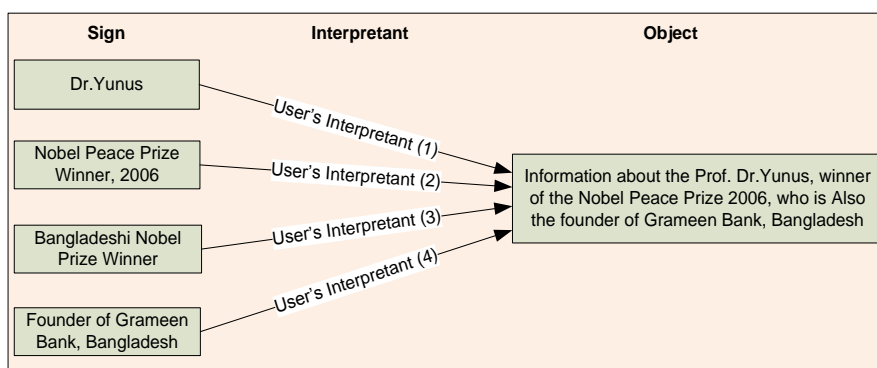 Sign
Interpretant
Object
Dr.Yunus
User's Interpretant (1)
Nobel Peace Prize
Winner, 2006
User's Interpretant (2)
Information about the Prof. Dr.Yunus, winner
of the Nobel Peace Prize 2006, who is Also
the founder of Grameen Bank, Bangladesh
Bangladeshi Nobel
Prize Winner
User's Interpretant (3)
Founder of Grameen
Bank, Bangladesh
User's Interpretant (4)